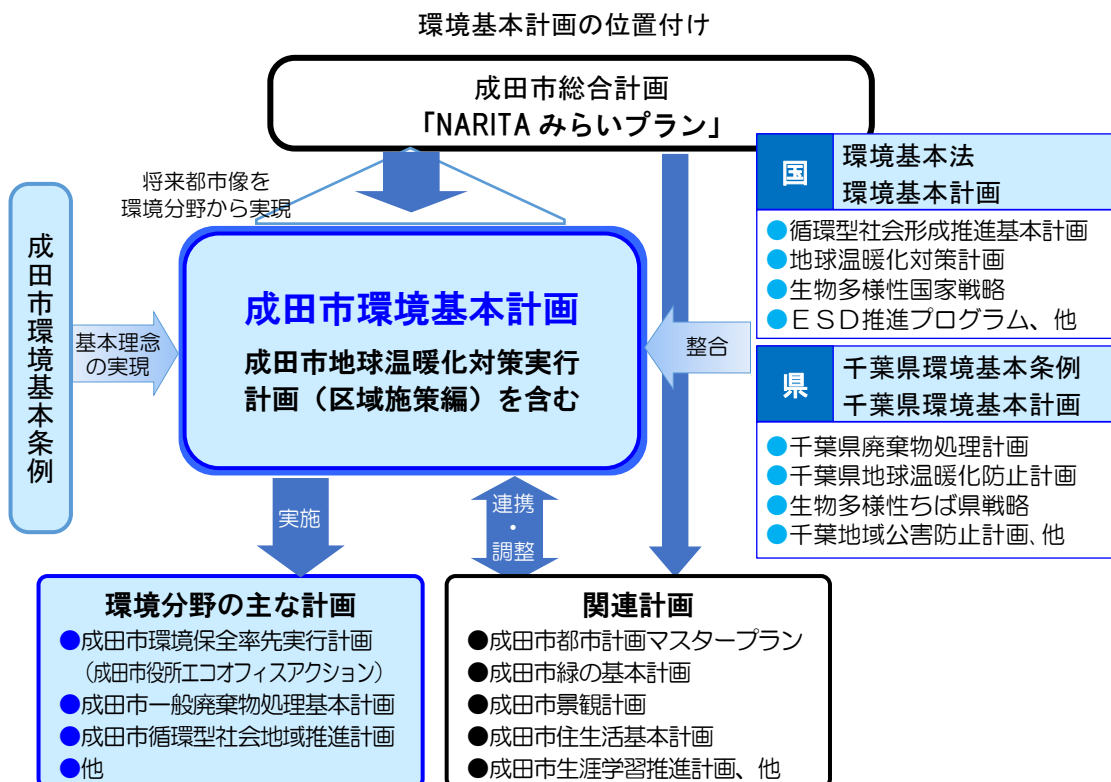 環境基本計画の位置付け
成田市総合計画
「NARITA みらいプラン」
将来都市像を
環境分野から実現
成田市環境基本条例
基本理念
の実現
成田市環境基本計画
成田市地球温暖化対策実行
計画（区域施策編）を含む
整合
国
環境基本法
環境基本計画
●循環型社会形成推進基本計画
●地球温暖化対策計画
●生物多様性国家戦略
●ＥＳＤ推進プログラム、他
県
千葉県環境基本条例
千葉県環境基本計画
●千葉県廃棄物処理計画
●千葉県地球温暖化防止計画
●生物多様性ちば県戦略
●千葉地域公害防止計画、他
実施
連携
・
調整
環境分野の主な計画
●成田市環境保全率先実行計画
（成田市役所エコオフィスアクション）
●成田市一般廃棄物処理基本計画
●成田市循環型社会地域推進計画
●他
関連計画
●成田市都市計画マスタープラン
●成田市緑の基本計画
●成田市景観計画
●成田市住生活基本計画
●成田市生涯学習推進計画、他